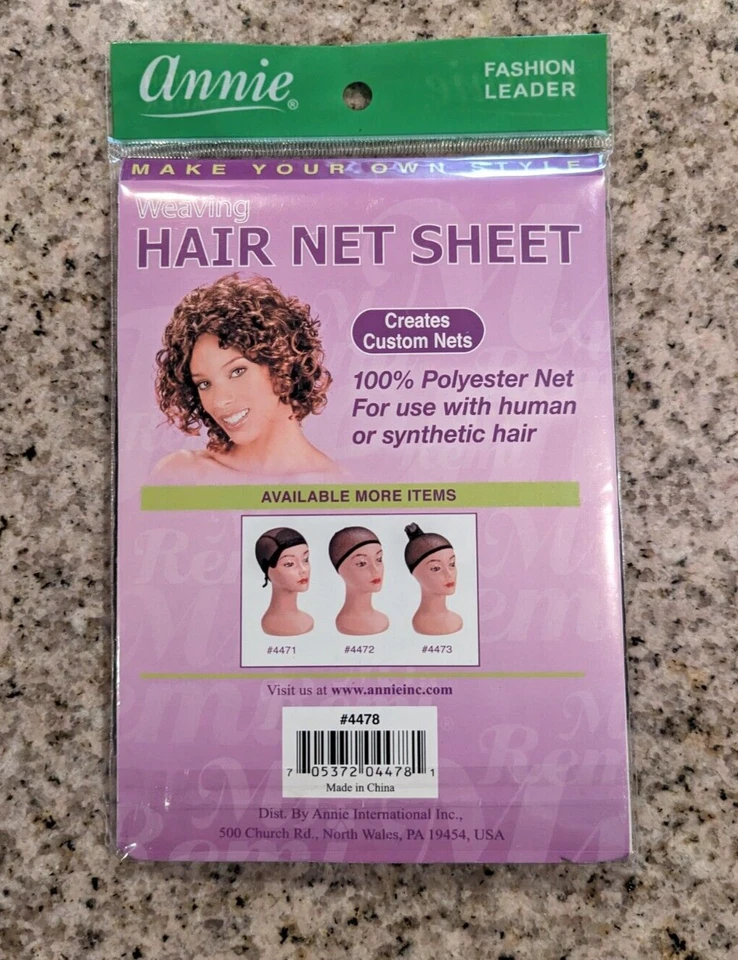 annie®
FASHION
LEADER
MAKE YOUR OWN STYLE!
Weaving
HAIR NET SHEET
Creates
Custom Nets
100% Polyester Net
For use with human
or synthetic hair
AVAILABLE MORE ITEMS
#4471 #4472 #4473
Visit us at www.annieinc.com
#4478
7 05372 04478 1
Made in China
Dist. By Annie International Inc.,
500 Church Rd., North Wales, PA 19454, USA